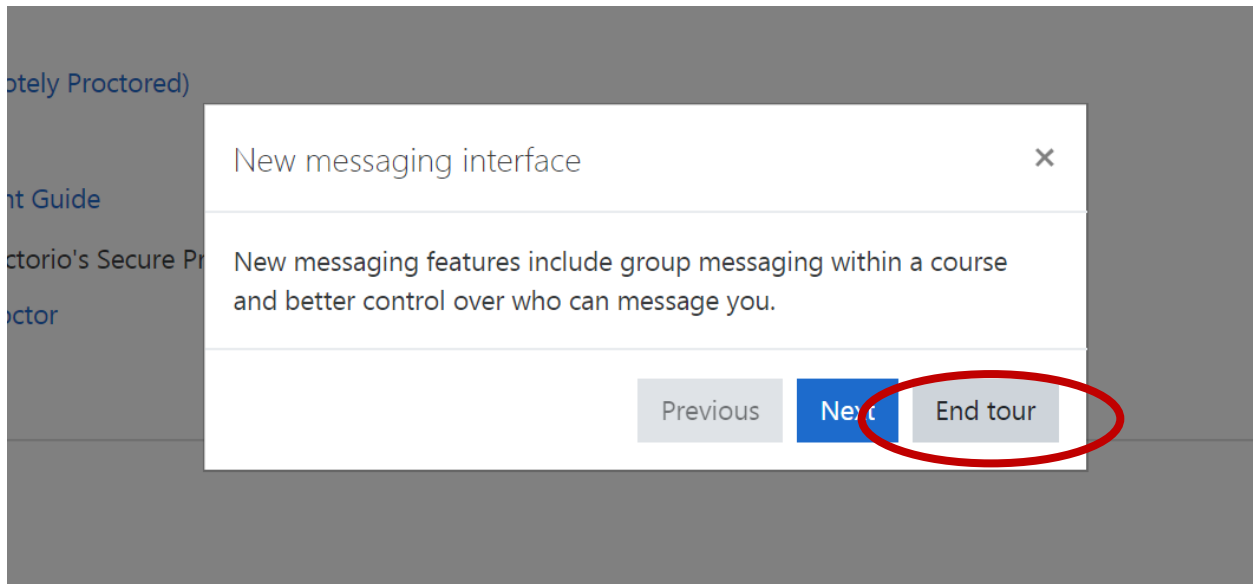 otely Proctored)
New messaging interface ×
nt Guide
ctorio's Secure Pr
New messaging features include group messaging within a course
and better control over who can message you.
octor
Previous Next End tour